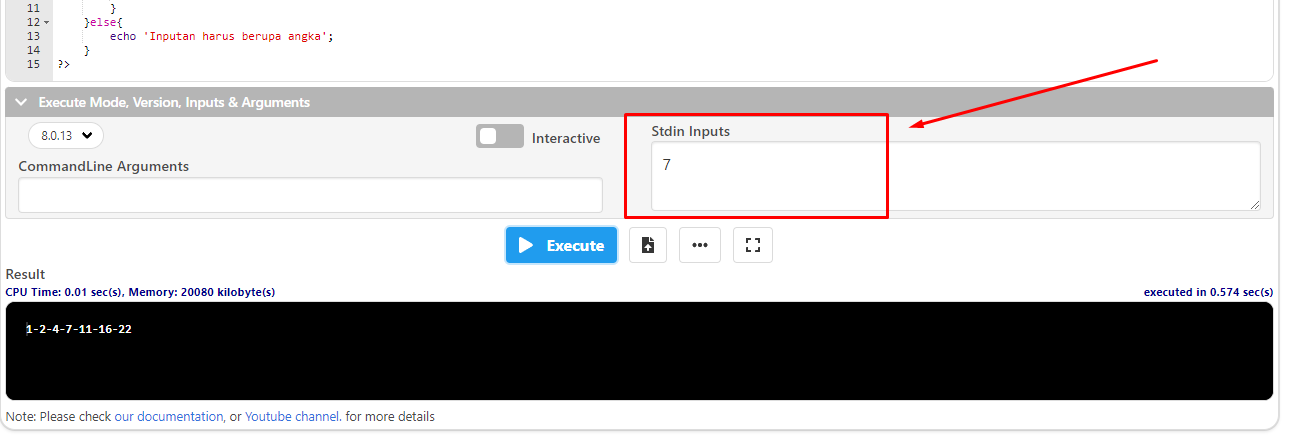 11 }
12 }else{
13 echo 'Inputan harus berupa angka';
14 }
15 ?>
Execute Mode, Version, Inputs & Arguments
8.0.13
Interactive
Stdin Inputs
7
CommandLine Arguments
Execute
Result
CPU Time: 0.01 sec(s), Memory: 20080 kilobyte(s)
executed in 0.574 sec(s)
1-2-4-7-11-16-22
Note: Please check our documentation, or Youtube channel. for more details